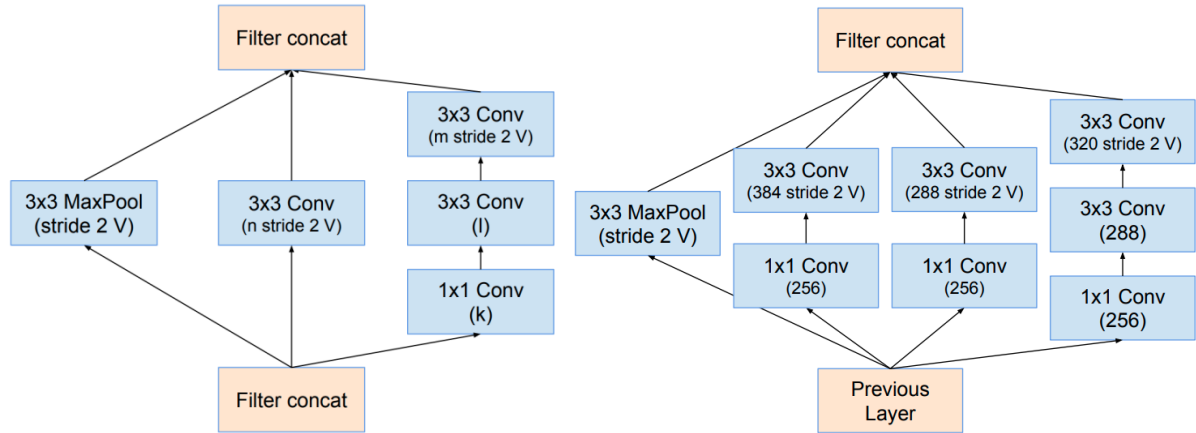 Filter concat
3x3 Conv
(m stride 2 V)
3x3 MaxPool
(stride 2 V)
3x3 Conv
(n stride 2 V)
3x3 Conv
(l)
1x1 Conv
(k)
Filter concat
Filter concat
3x3 Conv
(320 stride 2 V)
3x3 Conv
(384 stride 2 V)
3x3 Conv
(288 stride 2 V)
3x3 MaxPool
(stride 2 V)
3x3 Conv
(288)
1x1 Conv
(256)
1x1 Conv
(256)
1x1 Conv
(256)
Previous
Layer